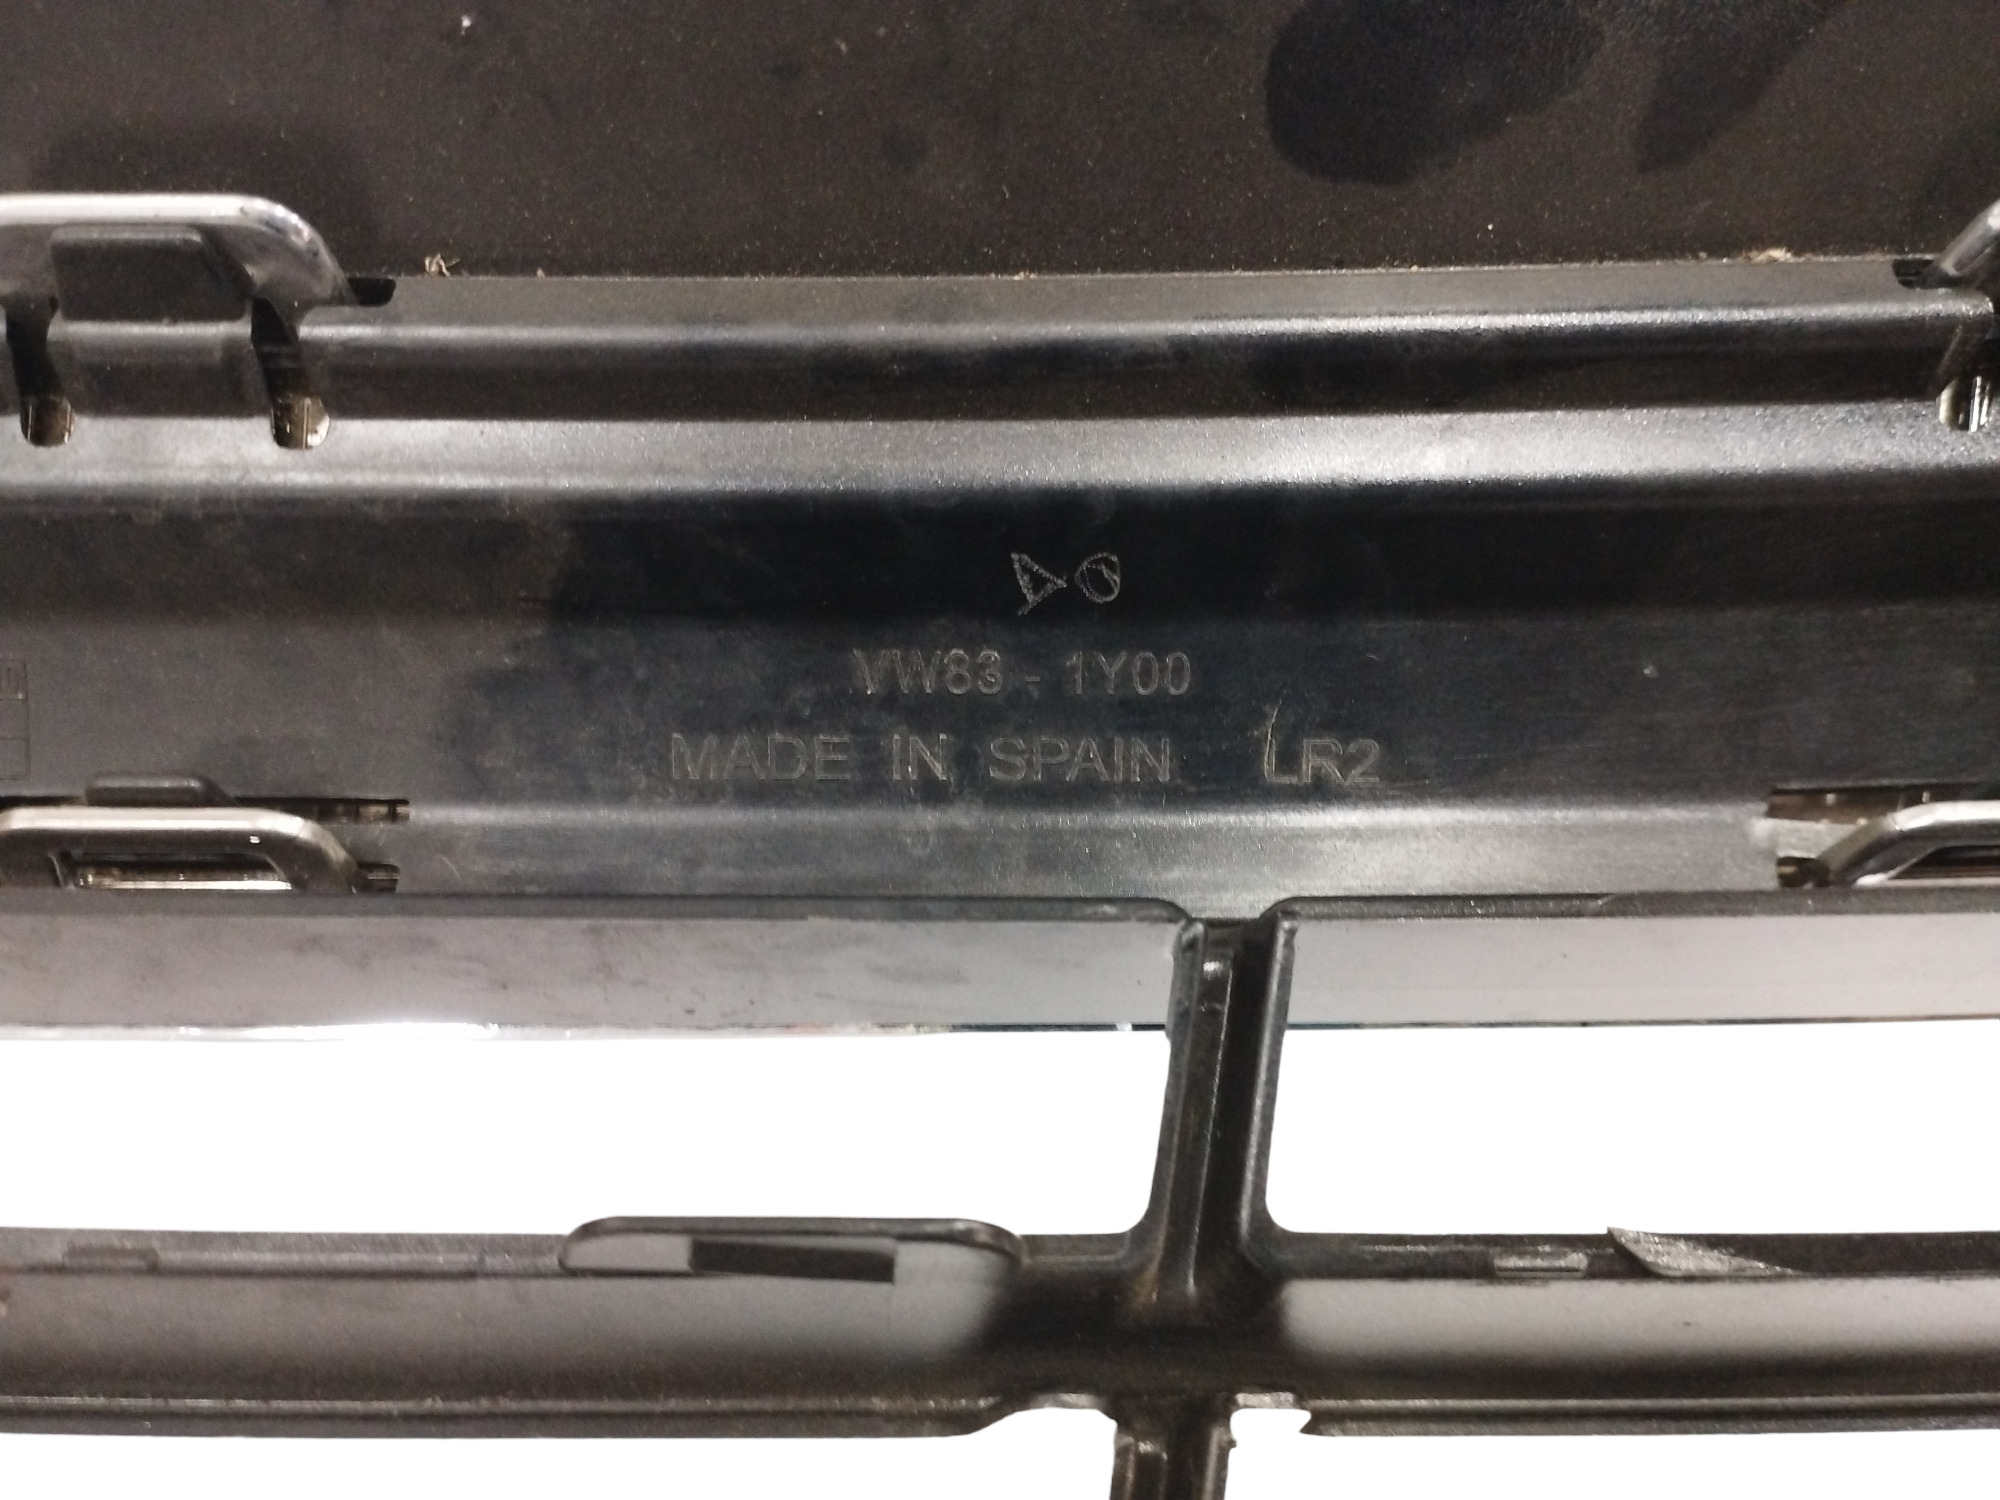 VW83 - 1Y00
MADE IN SPAIN LR2